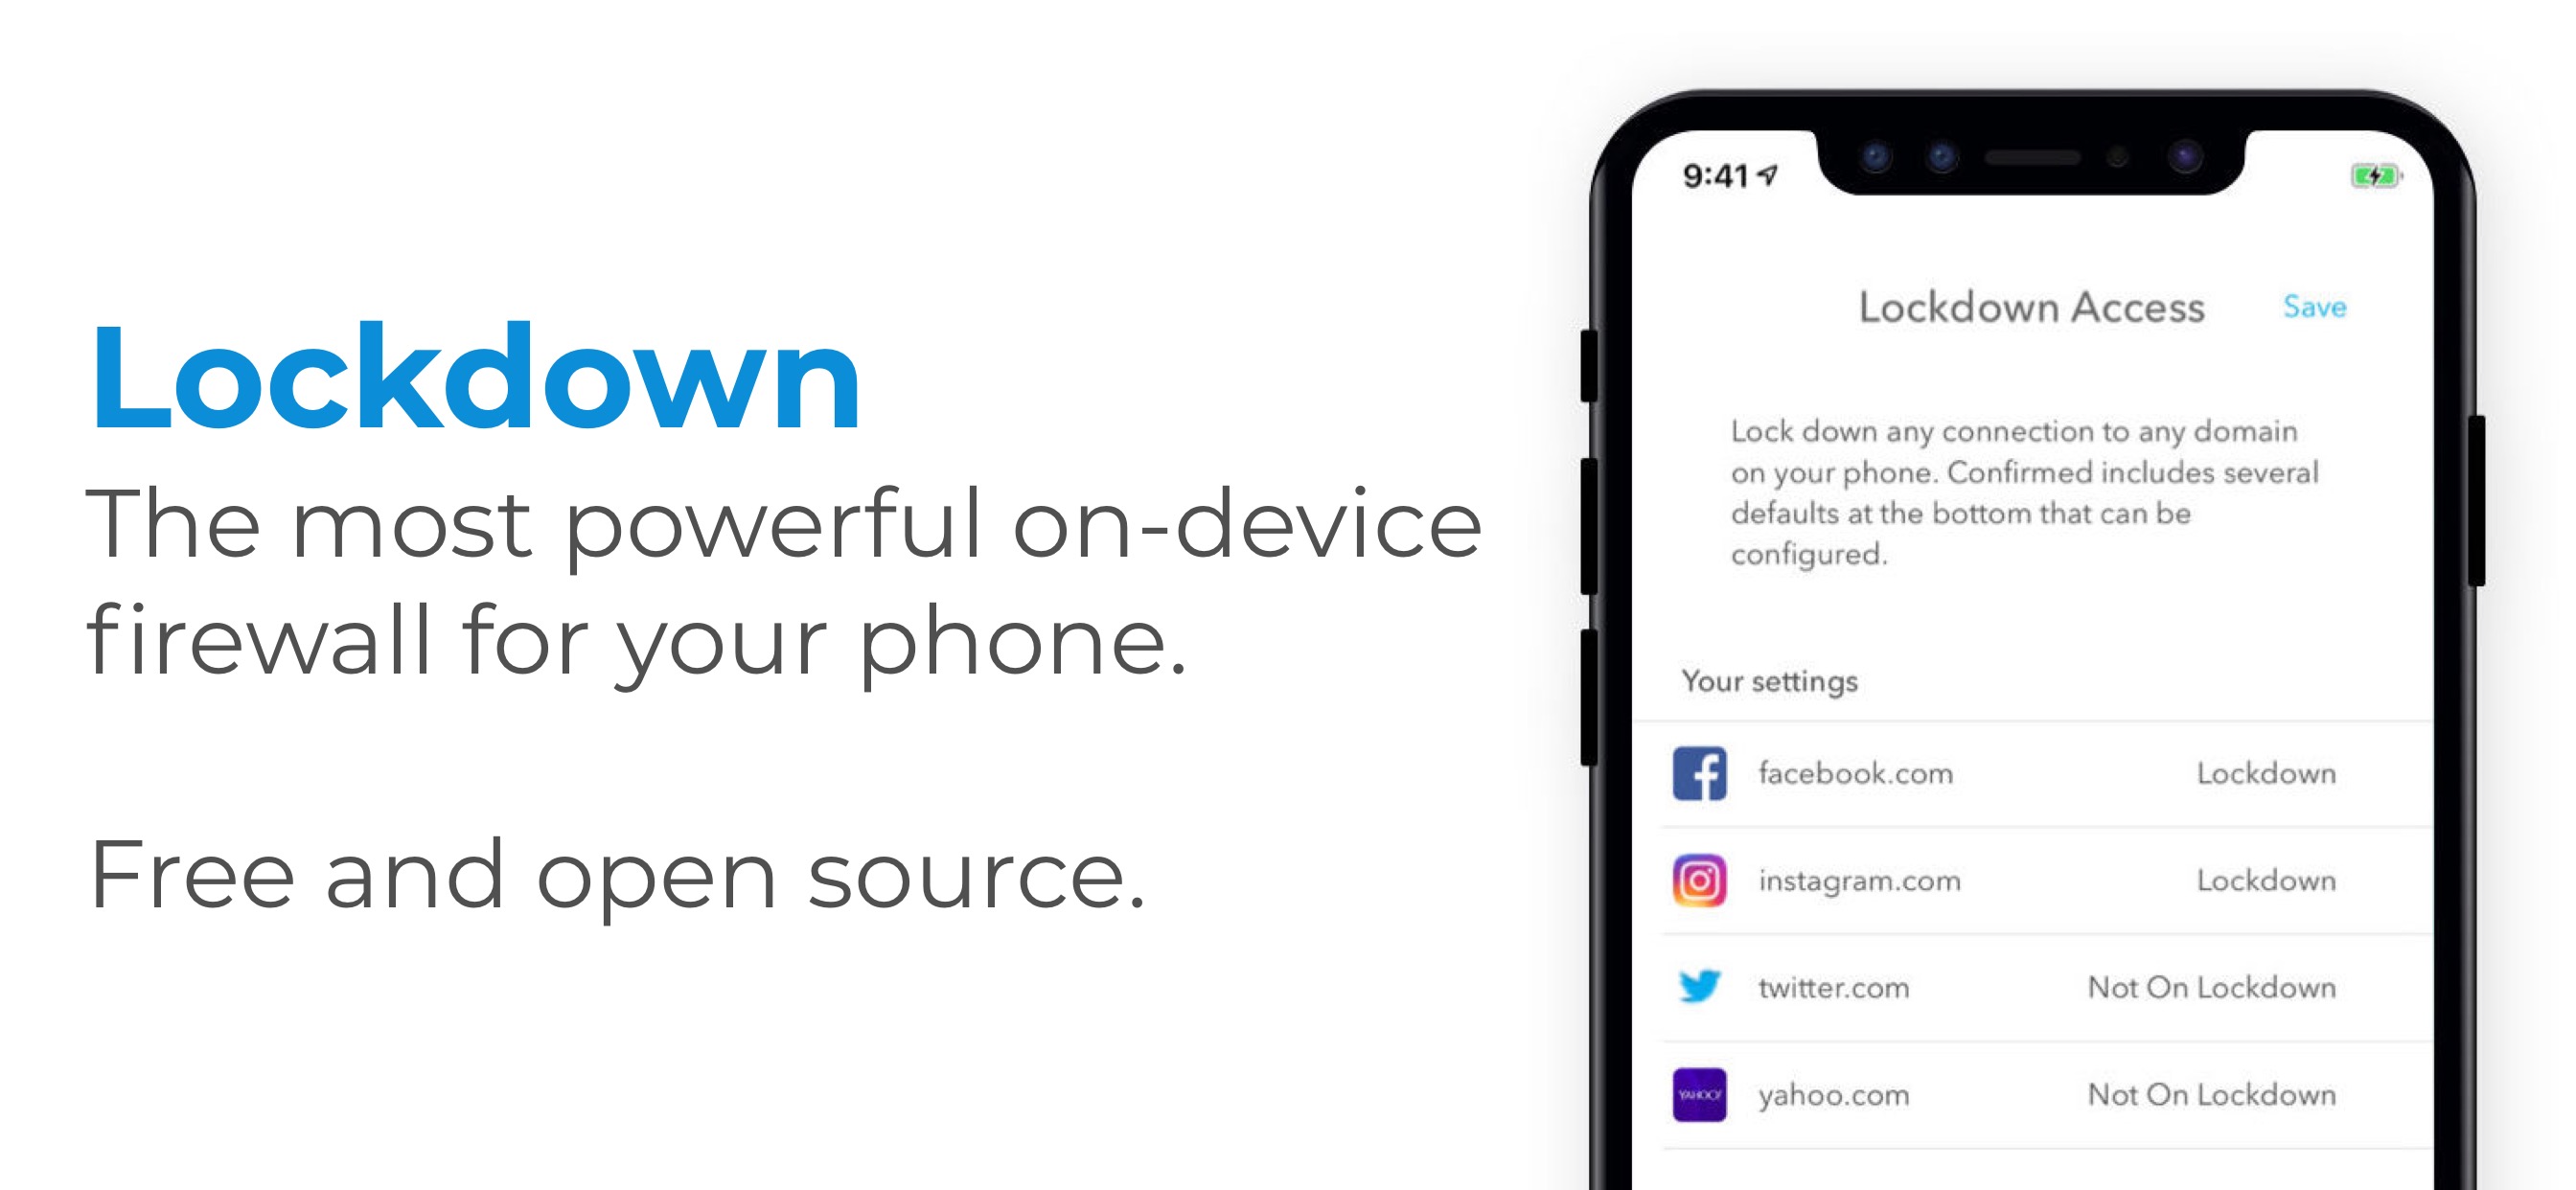 Lockdown
The most powerful on-device
firewall for your phone.
Free and open source.
9:41
Lockdown Access
Save
Lock down any connection to any domain
on your phone. Confirmed includes several
defaults at the bottom that can be
configured.
Your settings
facebook.com Lockdown
instagram.com Lockdown
twitter.com Not On Lockdown
YAHOO!
yahoo.com Not On Lockdown